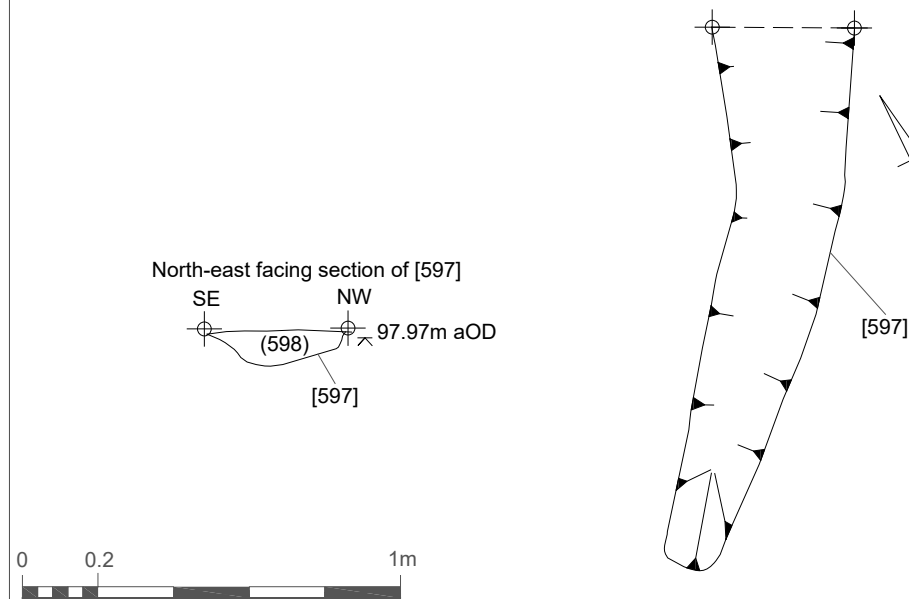 North-east facing section of [597]
SE NW
97.97m aOD
(598)
[597]
[597]
0 0.2 1m